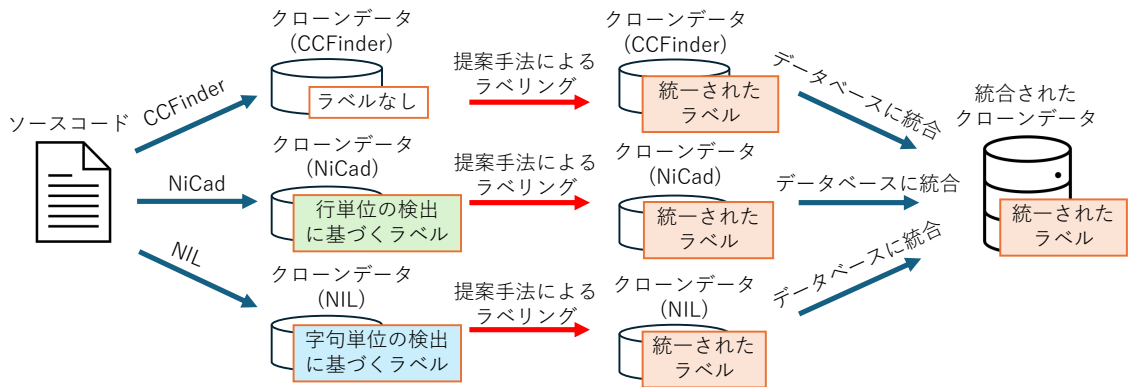 ソースコード
CCFinder
NiCad
NIL
クローンデータ
(CCFinder)
ラベルなし
クローンデータ
(NiCad)
行単位の検出
に基づくラベル
クローンデータ
(NIL)
字句単位の検出
に基づくラベル
提案手法による
ラベリング
提案手法による
ラベリング
提案手法による
ラベリング
クローンデータ
(CCFinder)
統一された
ラベル
クローンデータ
(NiCad)
統一された
ラベル
クローンデータ
(NIL)
統一された
ラベル
データベースに統合
データベースに統合
データベースに統合
統合された
クローンデータ
統一された
ラベル